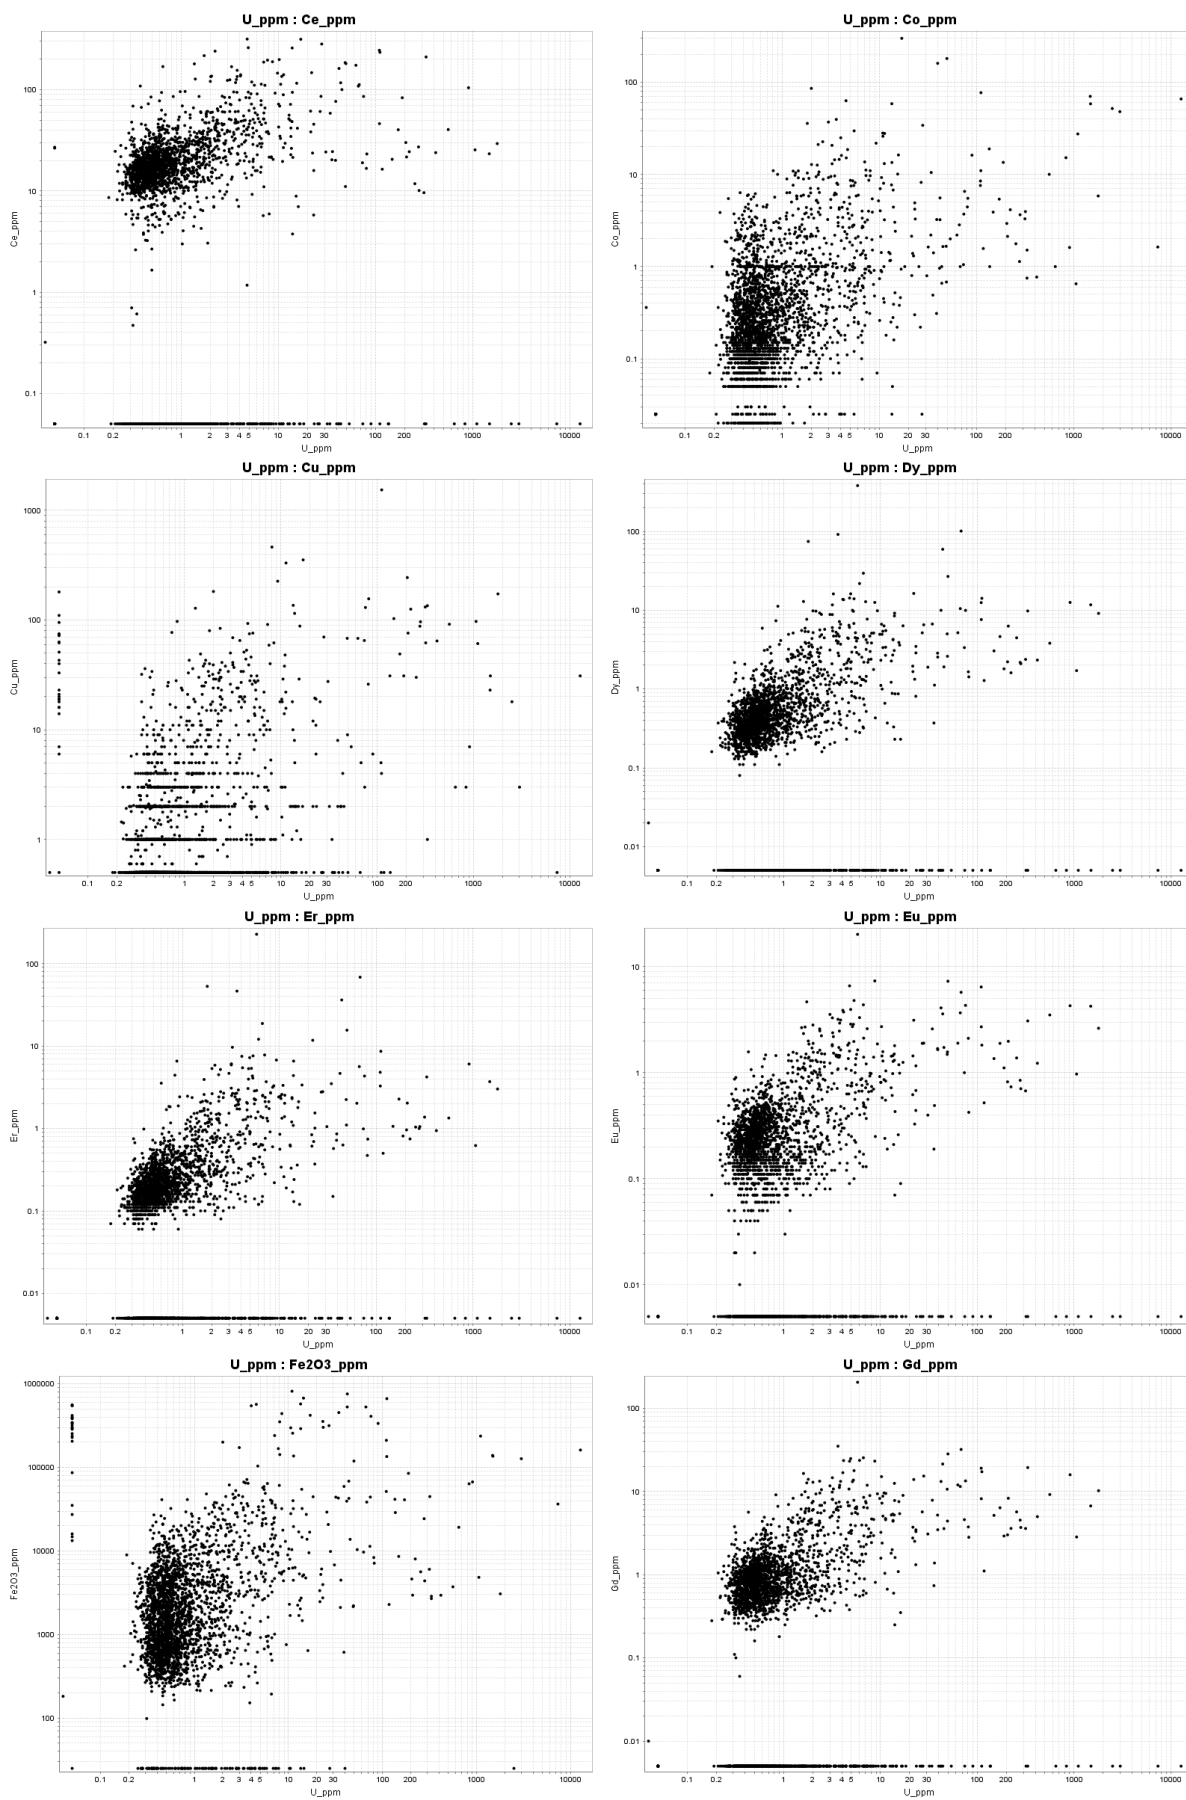 U_ppm : Ce_ppm
Ce_ppm
100
10
1
0.1
0.1 0.2 1 2 3 4 5 10 20 30 100 200 1000 10000
U_ppm
U_ppm : Co_ppm
Co_ppm
100
10
1
0.1
0.1 0.2 1 2 3 4 5 10 20 30 100 200 1000 10000
U_ppm
U_ppm : Cu_ppm
Cu_ppm
1000
100
10
1
0.1 0.2 1 2 3 4 5 10 20 30 100 200 1000 10000
U_ppm
U_ppm : Dy_ppm
Dy_ppm
100
10
1
0.1
0.01
0.1 0.2 1 2 3 4 5 10 20 30 100 200 1000 10000
U_ppm
U_ppm : Er_ppm
Er_ppm
100
10
1
0.1
0.01
0.1 0.2 1 2 3 4 5 10 20 30 100 200 1000 10000
U_ppm
U_ppm : Eu_ppm
Eu_ppm
10
1
0.1
0.01
0.1 0.2 1 2 3 4 5 10 20 30 100 200 1000 10000
U_ppm
U_ppm : Fe2O3_ppm
Fe2O3_ppm
1000000
100000
10000
1000
100
0.1 0.2 1 2 3 4 5 10 20 30 100 200 1000 10000
U_ppm
U_ppm : Gd_ppm
Gd_ppm
100
10
1
0.1
0.01
0.1 0.2 1 2 3 4 5 10 20 30 100 200 1000 10000
U_ppm